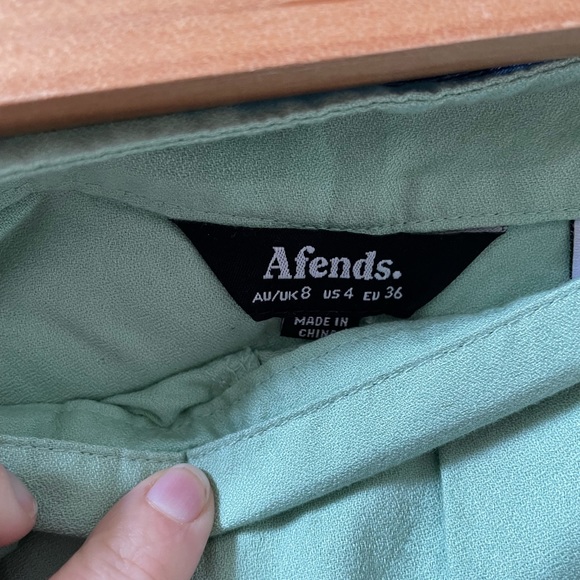 Afends.
AU/UK 8 US 4 EU 36
MADE IN
CHINA